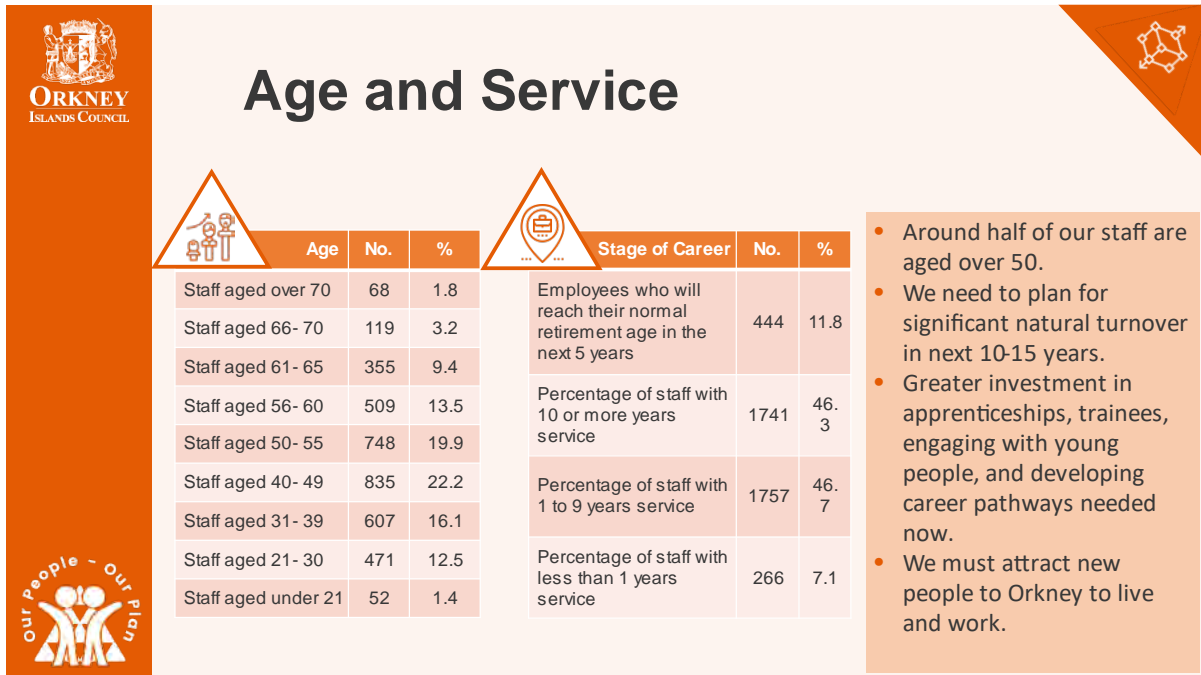 ORKNEY
ISLANDS COUNCIL
Age and Service
Age No. %
Staff aged over 70 68 1.8
Staff aged 66- 70 119 3.2
Staff aged 61- 65 355 9.4
Staff aged 56- 60 509 13.5
Staff aged 50- 55 748 19.9
Staff aged 40- 49 835 22.2
Staff aged 31- 39 607 16.1
Staff aged 21- 30 471 12.5
Staff aged under 21 52 1.4
Stage of Career No. %
Employees who will
reach their normal
retirement age in the
next 5 years
444 11.8
Percentage of staff with
10 or more years
service
1741 46.
3
Percentage of staff with
1 to 9 years service
1757 46.
7
Percentage of staff with
less than 1 years
service
266 7.1
• Around half of our staff are
aged over 50.
• We need to plan for
significant natural turnover
in next 10-15 years.
• Greater investment in
apprenticeships, trainees,
engaging with young
people, and developing
career pathways needed
now.
• We must attract new
people to Orkney to live
and work.
Our People - Our Plan